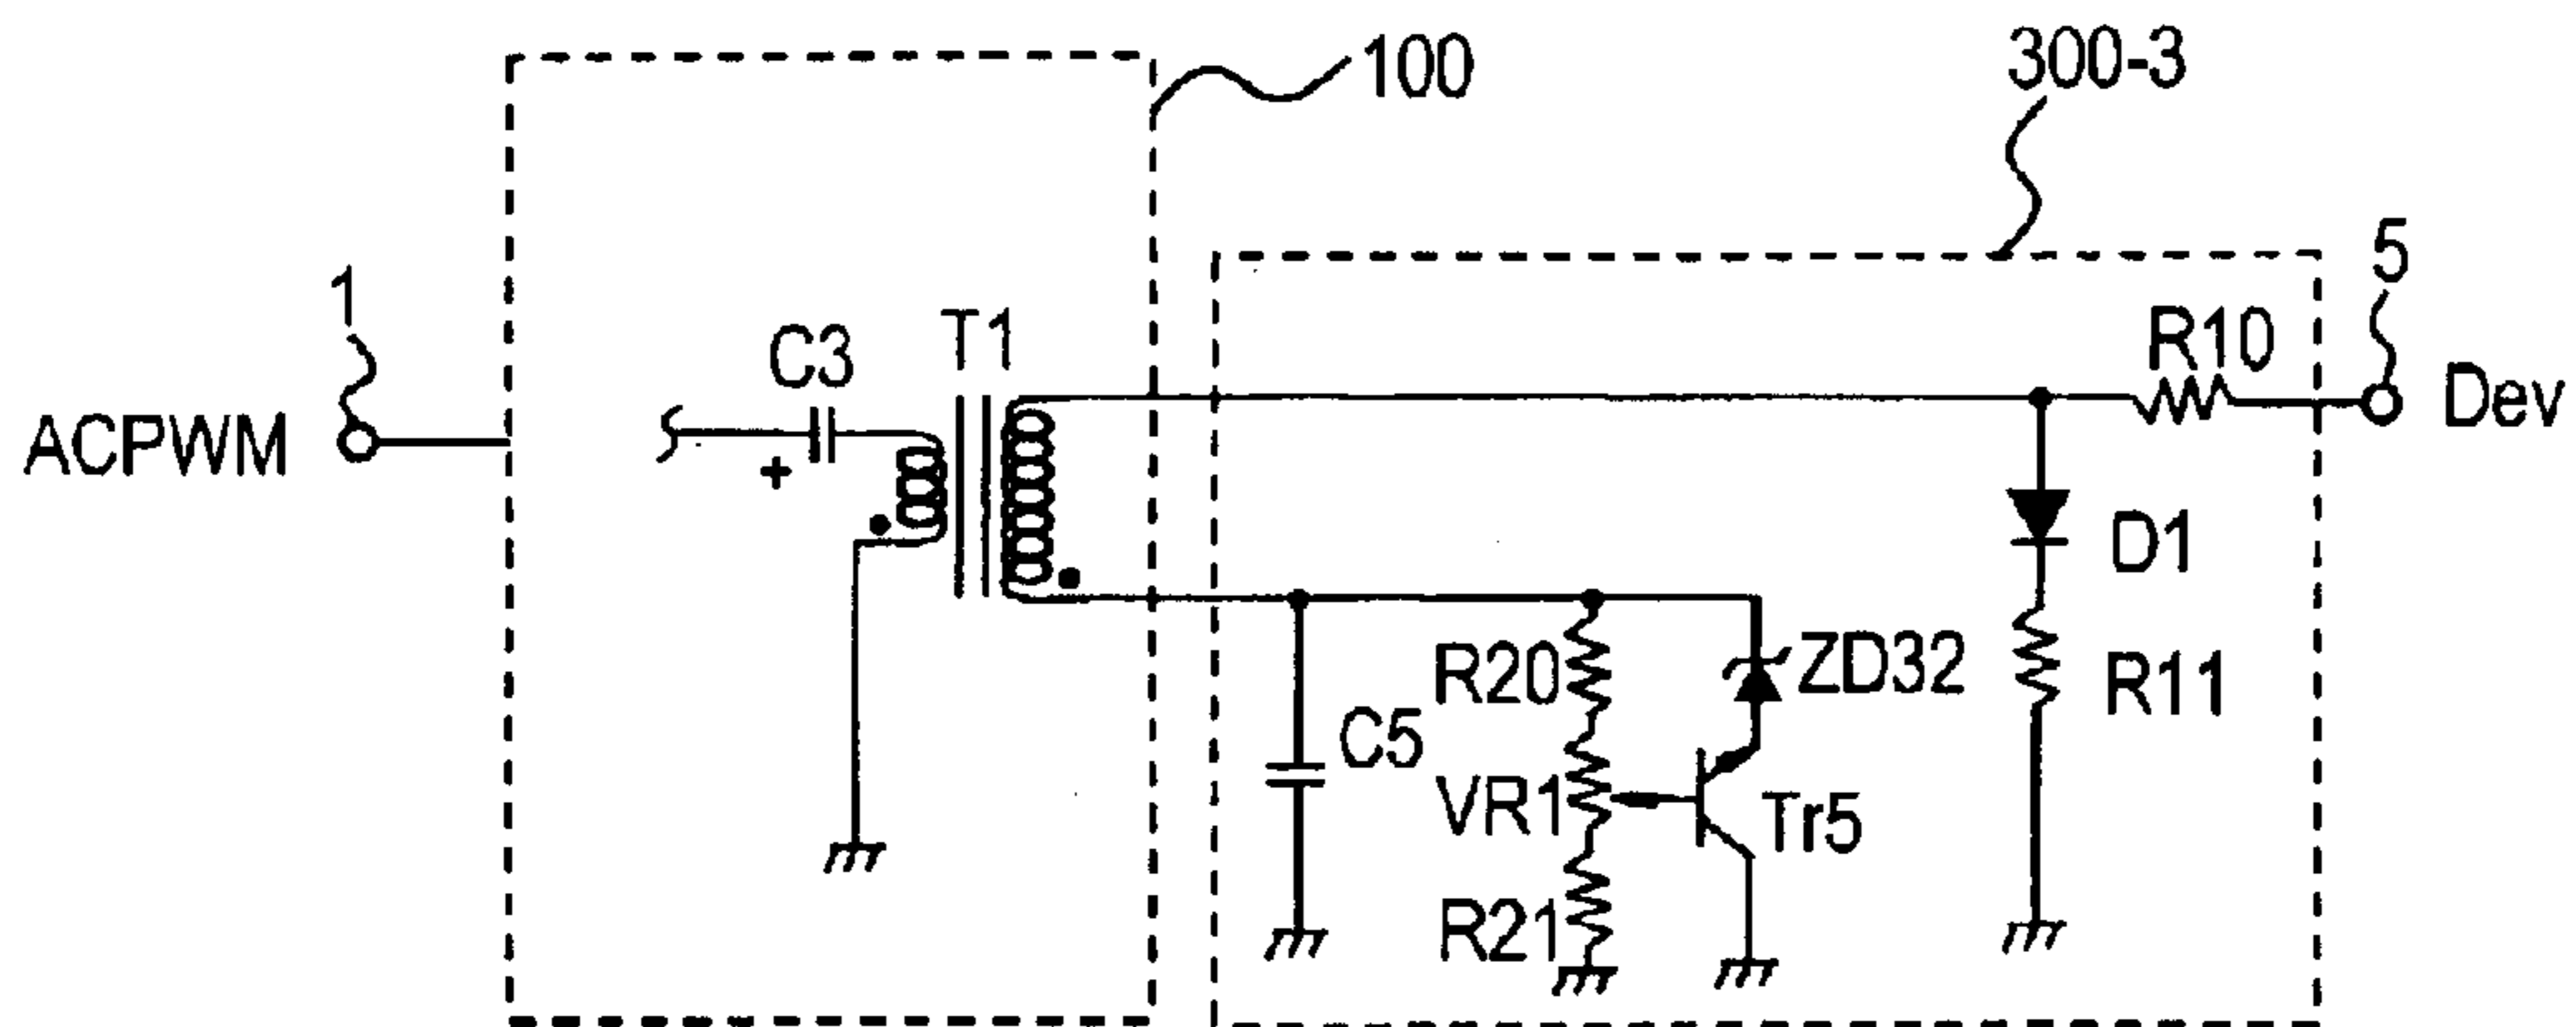 100
300-3
1
5
C3
T1
R10
ACPWM
Dev
+
D1
R20
ZD32
R11
C5
VR1
Tr5
R21